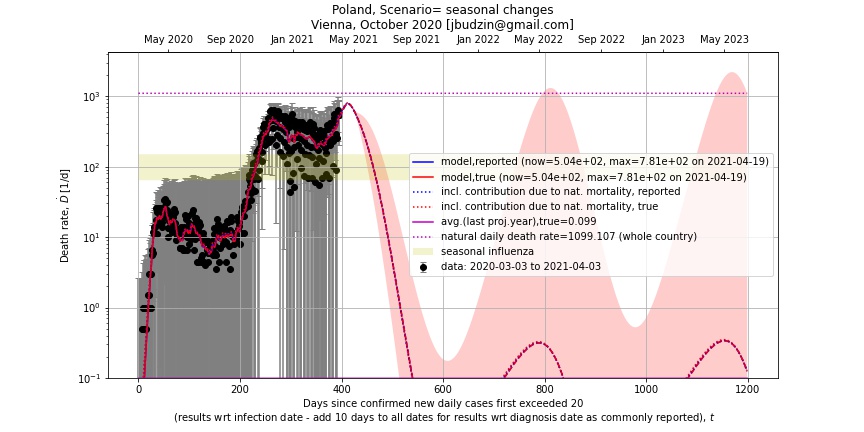 Poland, Scenario= seasonal changes
Vienna, October 2020 [jbudzin@gmail.com]
May 2020 Sep 2020 Jan 2021 May 2021 Sep 2021 Jan 2022 May 2022 Sep 2022 Jan 2023 May 2023
Death rate, Ḋ [1/d]
10³
10²
10¹
10⁰
10⁻¹
model,reported (now=5.04e+02, max=7.81e+02 on 2021-04-19)
model,true (now=5.04e+02, max=7.81e+02 on 2021-04-19)
incl. contribution due to nat. mortality, reported
incl. contribution due to nat. mortality, true
avg.(last proj.year),true=0.099
natural daily death rate=1099.107 (whole country)
seasonal influenza
data: 2020-03-03 to 2021-04-03
0 200 400 600 800 1000 1200
Days since confirmed new daily cases first exceeded 20
(results wrt infection date - add 10 days to all dates for results wrt diagnosis date as commonly reported), t